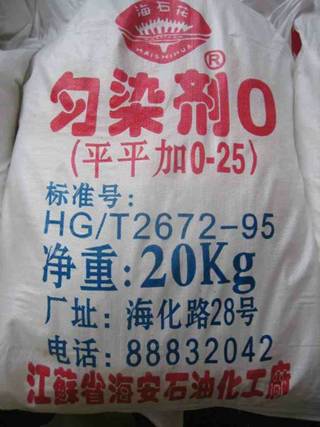 海石花
HAISHIHUA
®
匀染剂O
(平平加O-25)
标准号:
HG/T2672-95
净重:20Kg
厂址:海化路28号
电话:88832042
江蘇省海安石油化工廠